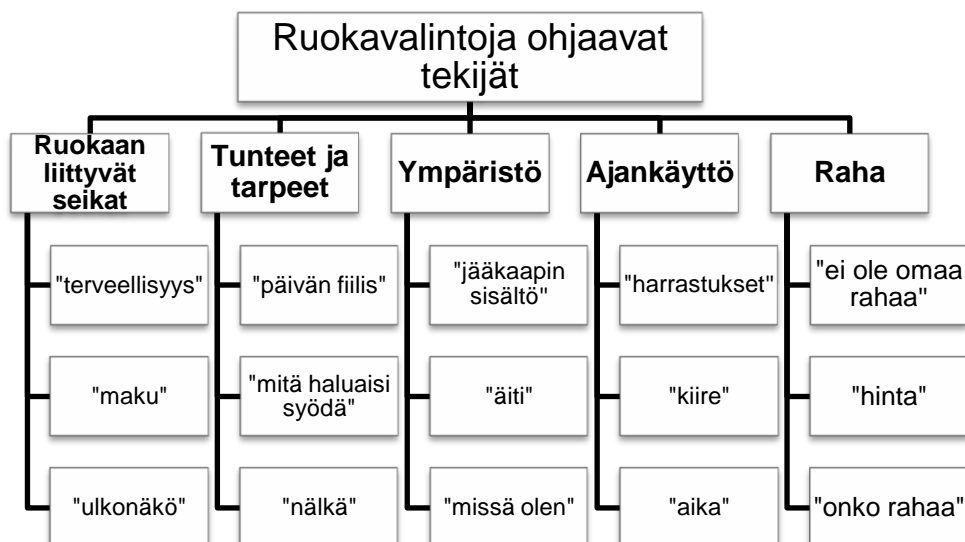 Ruokavalintoja ohjaavat
tekijät
Ruokaan
liittyvät
seikat
Tunteet ja
tarpeet
Ympäristö
Ajankäyttö
Raha
"terveellisyys"
"päivän fiilis"
"jääkaapin
sisältö"
"harrastukset"
"ei ole omaa
rahaa"
"maku"
"mitä haluaisi
syödä"
"äiti"
"kiire"
"hinta"
"ulkonäkö"
"nälkä"
"missä olen"
"aika"
"onko rahaa"